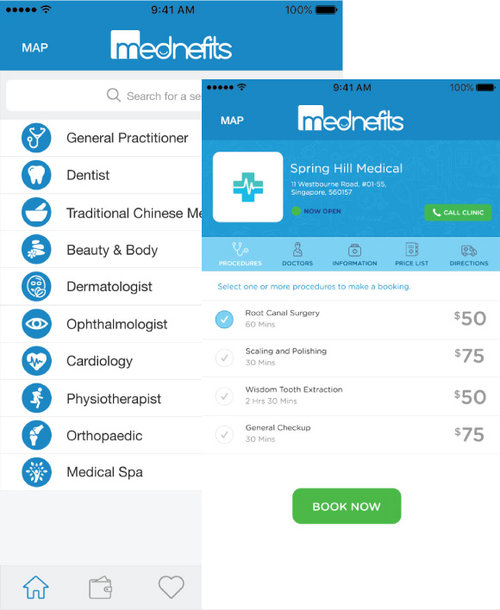 9:41 AM
100%
MAP
mednefits
Search for a se
General Practitioner
Dentist
Traditional Chinese Me
Beauty & Body
Dermatologist
Ophthalmologist
Cardiology
Physiotherapist
Orthopaedic
Medical Spa
9:41 AM
100%
MAP
mednefits
Spring Hill Medical
11 Westbourne Road, #01-55,
Singapore, 560157
NOW OPEN
CALL CLINIC
PROCEDURES
DOCTORS
INFORMATION
PRICE LIST
DIRECTIONS
Select one or more procedures to make a booking.
Root Canal Surgery
60 Mins
$50
Scaling and Polishing
30 Mins
$75
Wisdom Tooth Extraction
2 Hrs 30 Mins
$50
General Checkup
30 Mins
$75
BOOK NOW